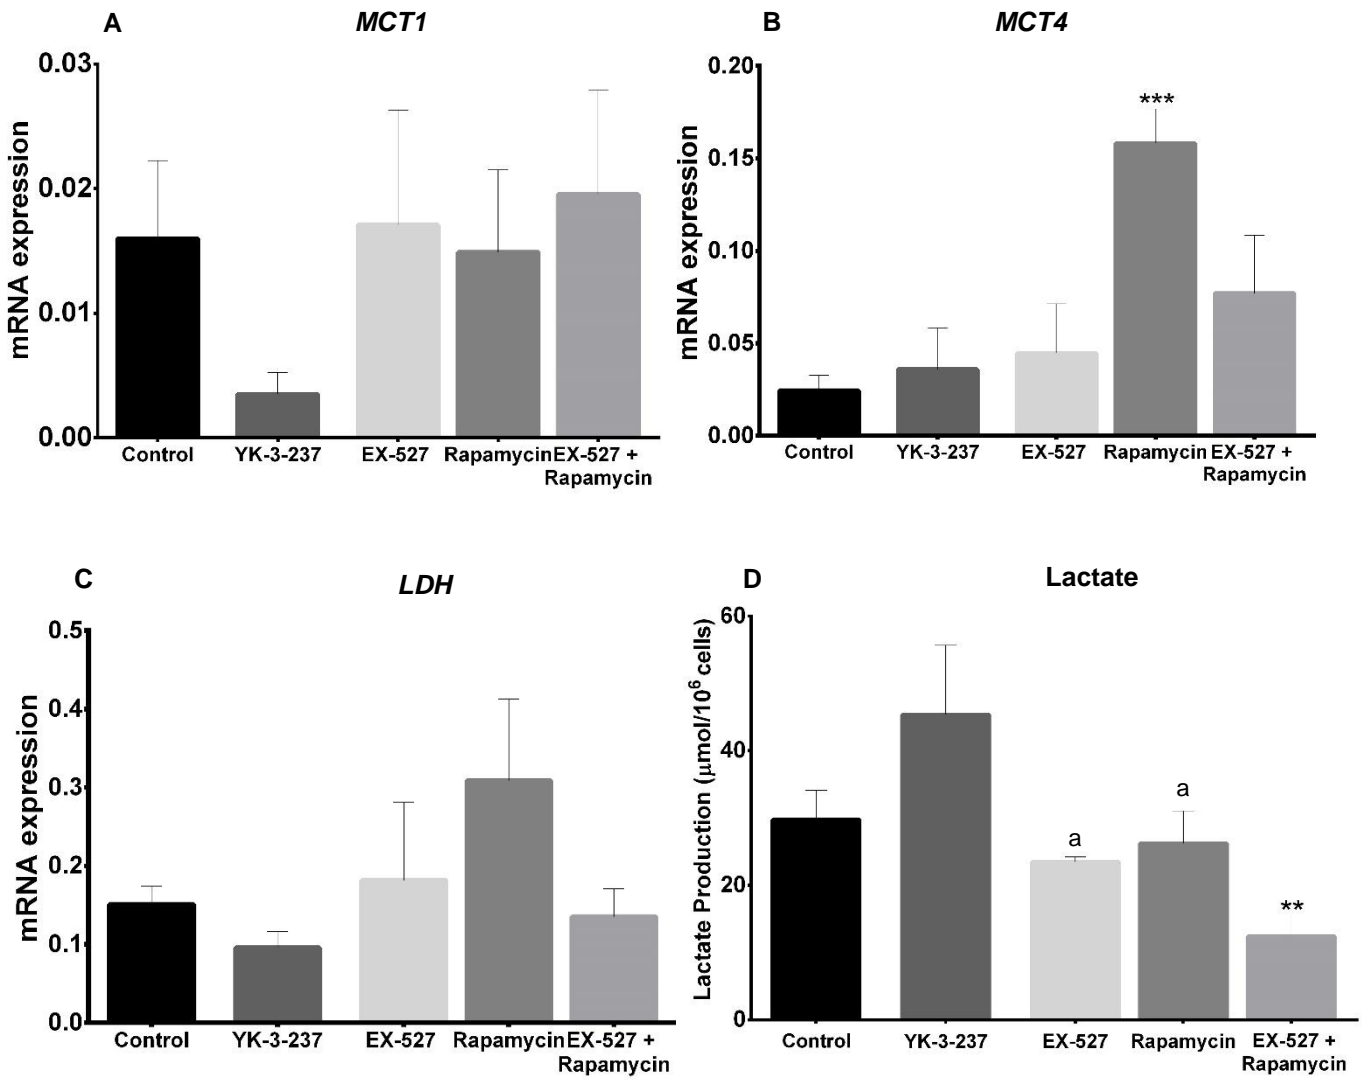 A
MCT1
0.03
0.02
0.01
0.00
mRNA expression
Control
YK-3-237
EX-527
Rapamycin
EX-527 +
Rapamycin
B
MCT4
0.20
0.15
0.10
0.05
0.00
mRNA expression
***
Control
YK-3-237
EX-527
Rapamycin
EX-527 +
Rapamycin
C
LDH
0.5
0.4
0.3
0.2
0.1
0.0
mRNA expression
Control
YK-3-237
EX-527
Rapamycin
EX-527 +
Rapamycin
D
Lactate
60
40
20
0
Lactate Production (μmol/10⁶ cells)
a
a
**
Control
YK-3-237
EX-527
Rapamycin
EX-527 +
Rapamycin